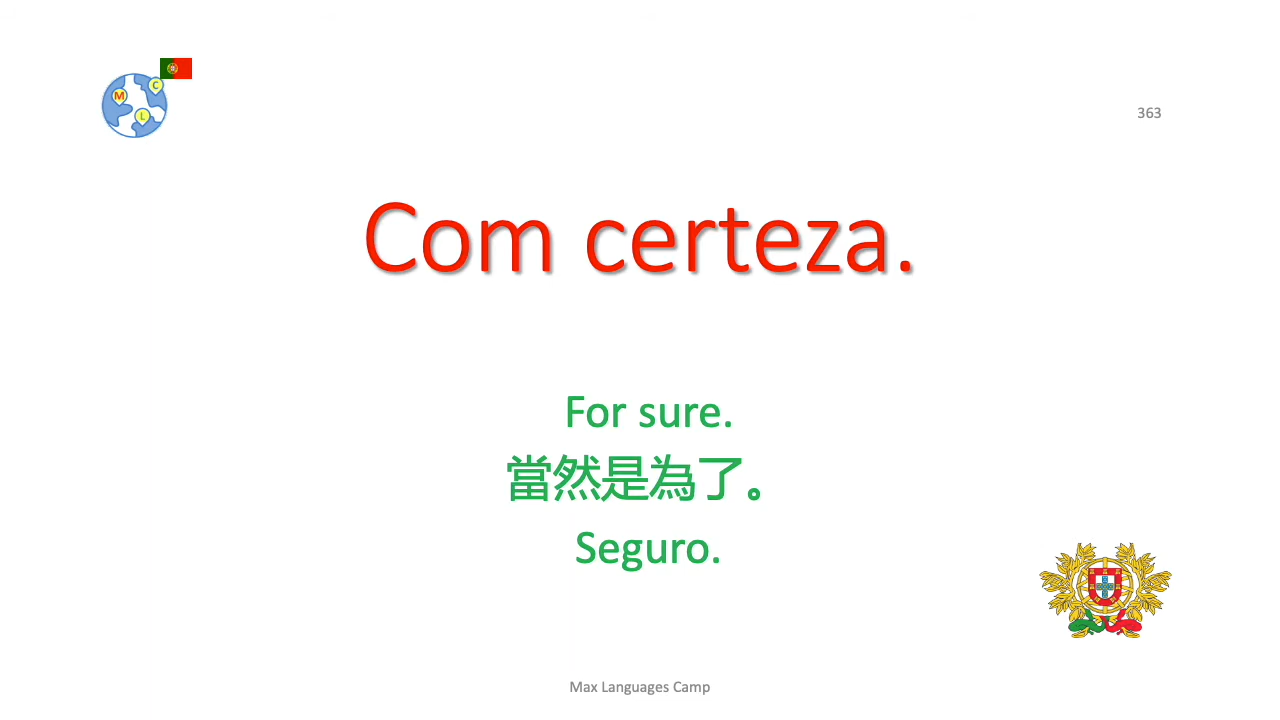 M
C
L
363
Com certeza.
For sure.
當然是為了。
Seguro.
Max Languages Camp